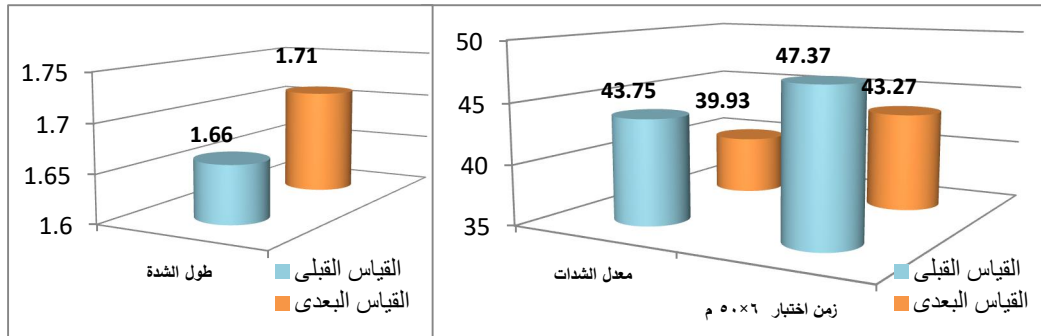 1.75
1.7
1.65
1.6
1.66
1.71
طول الشدة
القياس القبلى
القياس البعدى
50
45
40
35
43.75
39.93
47.37
43.27
معدل الشدات
زمن اختبار ٦×٥٠ م
القياس القبلى
القياس البعدى